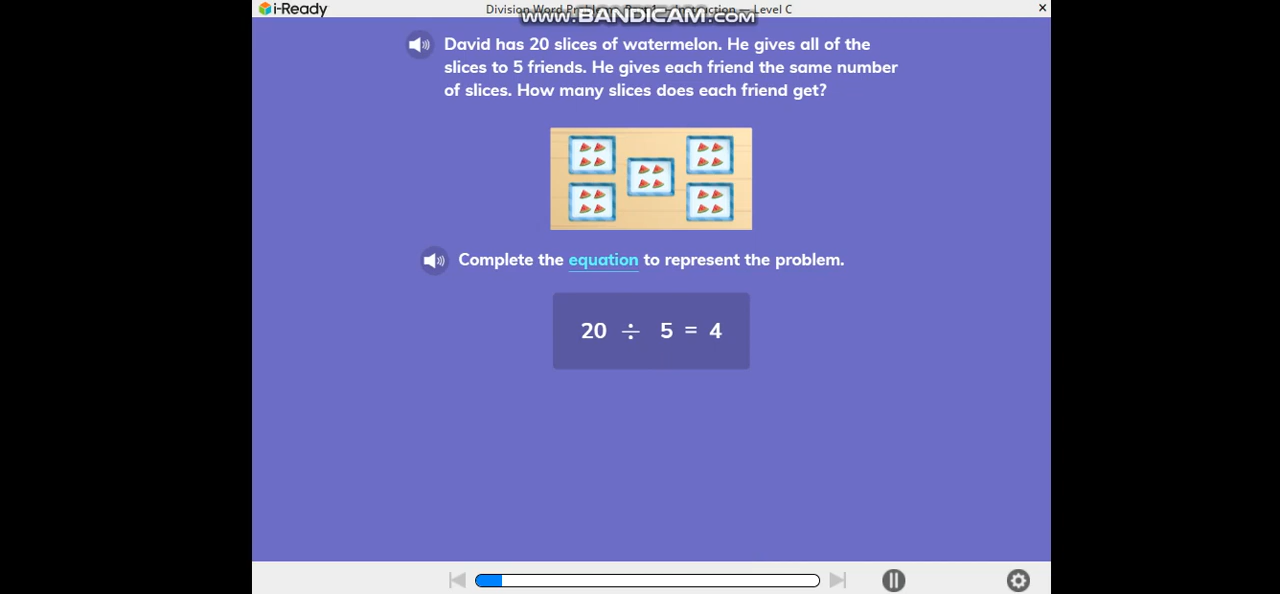 i-Ready
Division Word Problems
Instruction — Level C
www.BANDICAM.com
David has 20 slices of watermelon. He gives all of the
slices to 5 friends. He gives each friend the same number
of slices. How many slices does each friend get?
Complete the equation to represent the problem.
20 ÷ 5 = 4